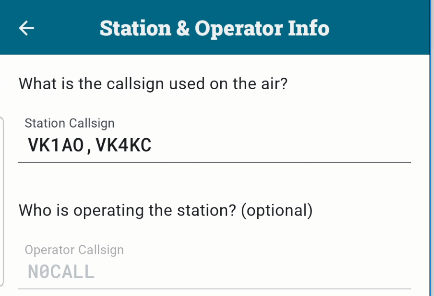 Station & Operator Info
What is the callsign used on the air?
Station Callsign
VK1AO,VK4KC
Who is operating the station? (optional)
Operator Callsign
N0CALL